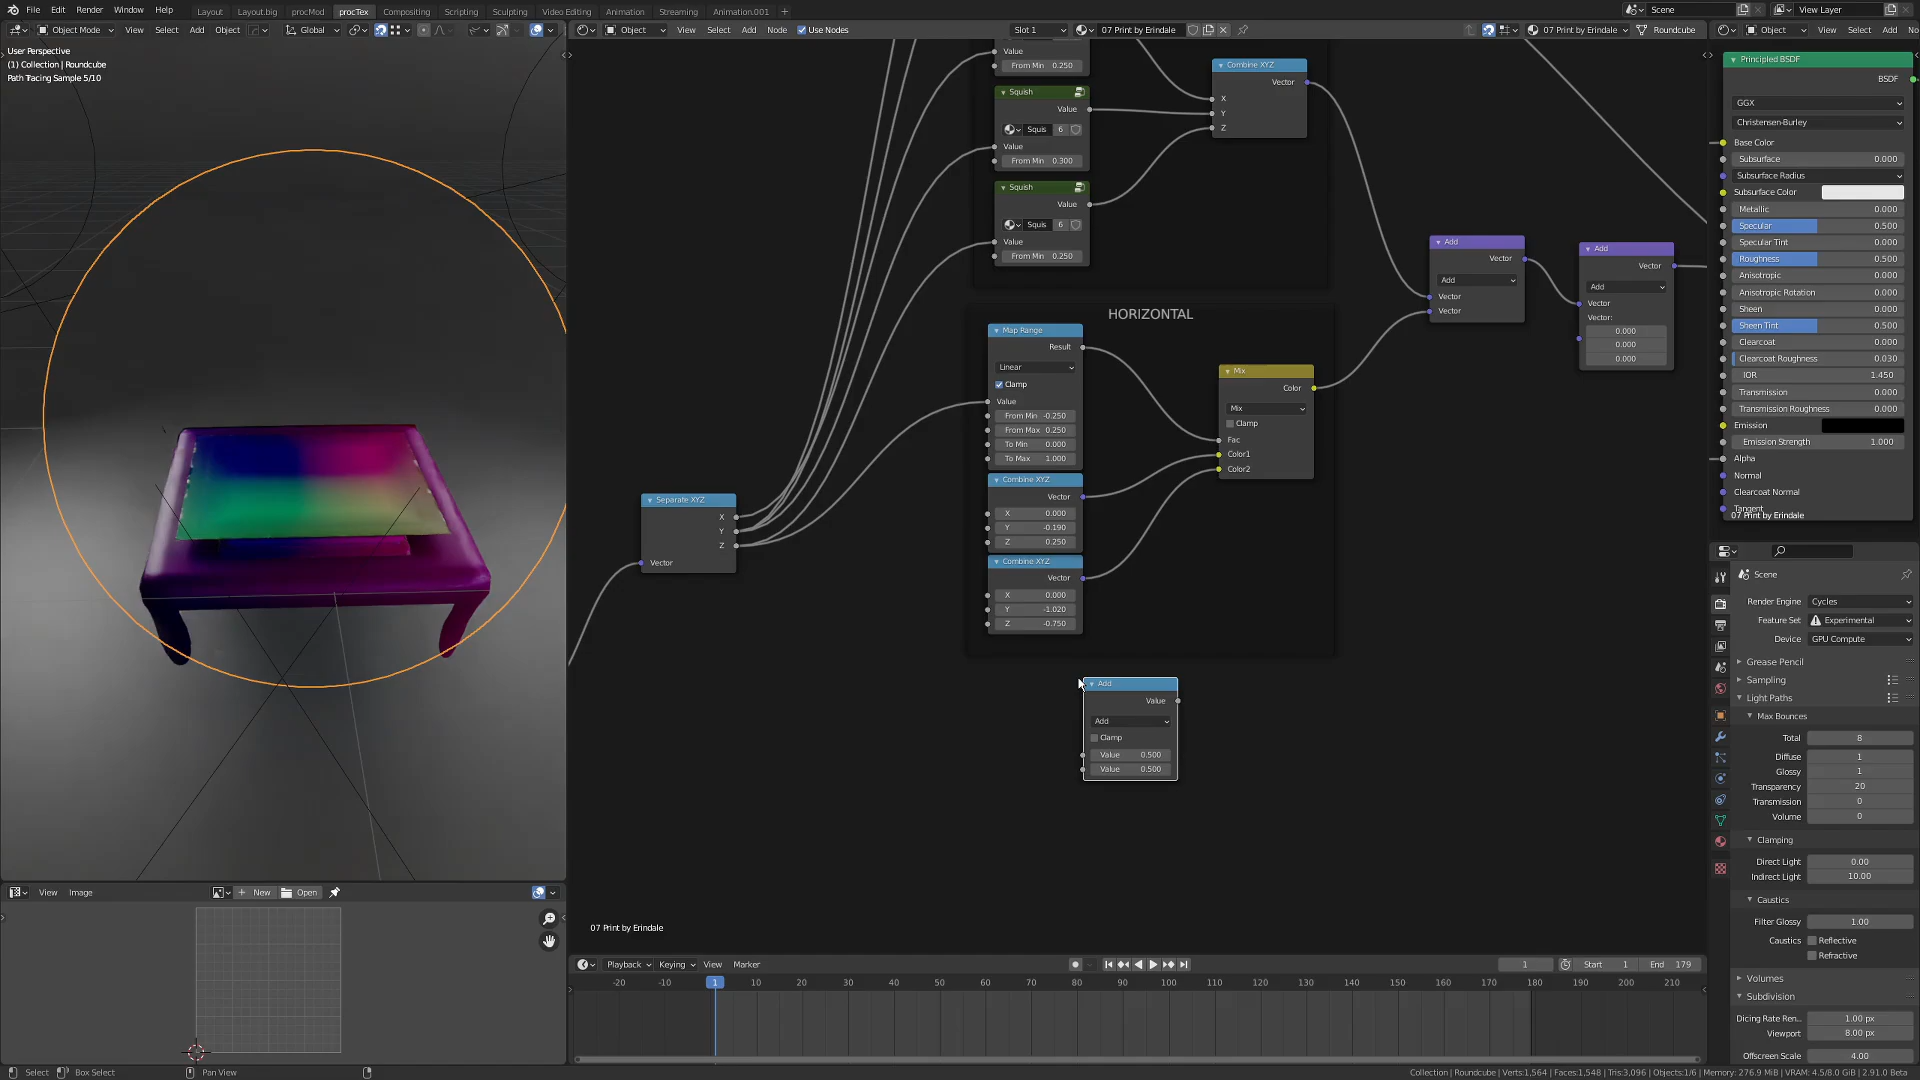 File Edit Render Window Help Layout Layout.big procMod procTex Compositing Scripting Sculpting Video Editing Animation Streaming Animation.001 + Scene View Layer
Object Mode View Select Add Object Global
Object View Select Add Node Use Nodes Slot 1 07 Print by Erindale 07 Print by Erindale Roundcube Object View Select Add No
User Perspective
(1) Collection | Roundcube
Path Tracing Sample 5/10
Value
From Min 0.250
Squish
Value
Squis 6
Value
From Min 0.300
Squish
Value
Squis 6
Value
From Min 0.250
Combine XYZ
Vector
X
Y
Z
HORIZONTAL
Map Range
Result
Linear
Clamp
Value
From Min -0.250
From Max 0.250
To Min 0.000
To Max 1.000
Combine XYZ
Vector
X 0.000
Y -0.190
Z 0.250
Combine XYZ
Vector
X 0.000
Y -1.020
Z -0.750
Mix
Color
Mix
Clamp
Fac
Color1
Color2
Add
Vector
Add
Vector
Vector
Add
Vector
Add
Vector
Vector:
0.000
0.000
0.000
Separate XYZ
X
Y
Z
Vector
Add
Value
Add
Clamp
Value 0.500
Value 0.500
07 Print by Erindale
Principled BSDF
BSDF
GGX
Christensen-Burley
Base Color
Subsurface 0.000
Subsurface Radius
Subsurface Color
Metallic 0.000
Specular 0.500
Specular Tint 0.000
Roughness 0.500
Anisotropic 0.000
Anisotropic Rotation 0.000
Sheen 0.000
Sheen Tint 0.500
Clearcoat 0.000
Clearcoat Roughness 0.030
IOR 1.450
Transmission 0.000
Transmission Roughness 0.000
Emission
Emission Strength 1.000
Alpha
Normal
Clearcoat Normal
Tangent
07 Print by Erindale
Scene
Render Engine Cycles
Feature Set Experimental
Device GPU Compute
Grease Pencil
Sampling
Light Paths
Max Bounces
Total 8
Diffuse 1
Glossy 1
Transparency 20
Transmission 0
Volume 0
Clamping
Direct Light 0.00
Indirect Light 10.00
Caustics
Filter Glossy 1.00
Caustics Reflective
Refractive
Volumes
Subdivision
Dicing Rate Ren... 1.00 px
Viewport 8.00 px
Offscreen Scale 4.00
View Image + New Open
Playback Keying View Marker 1 Start 1 End 179
-20 -10 1 10 20 30 40 50 60 70 80 90 100 110 120 130 140 150 160 170 180 190 200 210
Select Box Select Pan View Collection | Roundcube | Verts:1,564 | Faces:1,548 | Tris:3,096 | Objects:1/6 | Memory: 276.9 MiB | VRAM: 4.5/8.0 GiB | 2.91.0 Beta